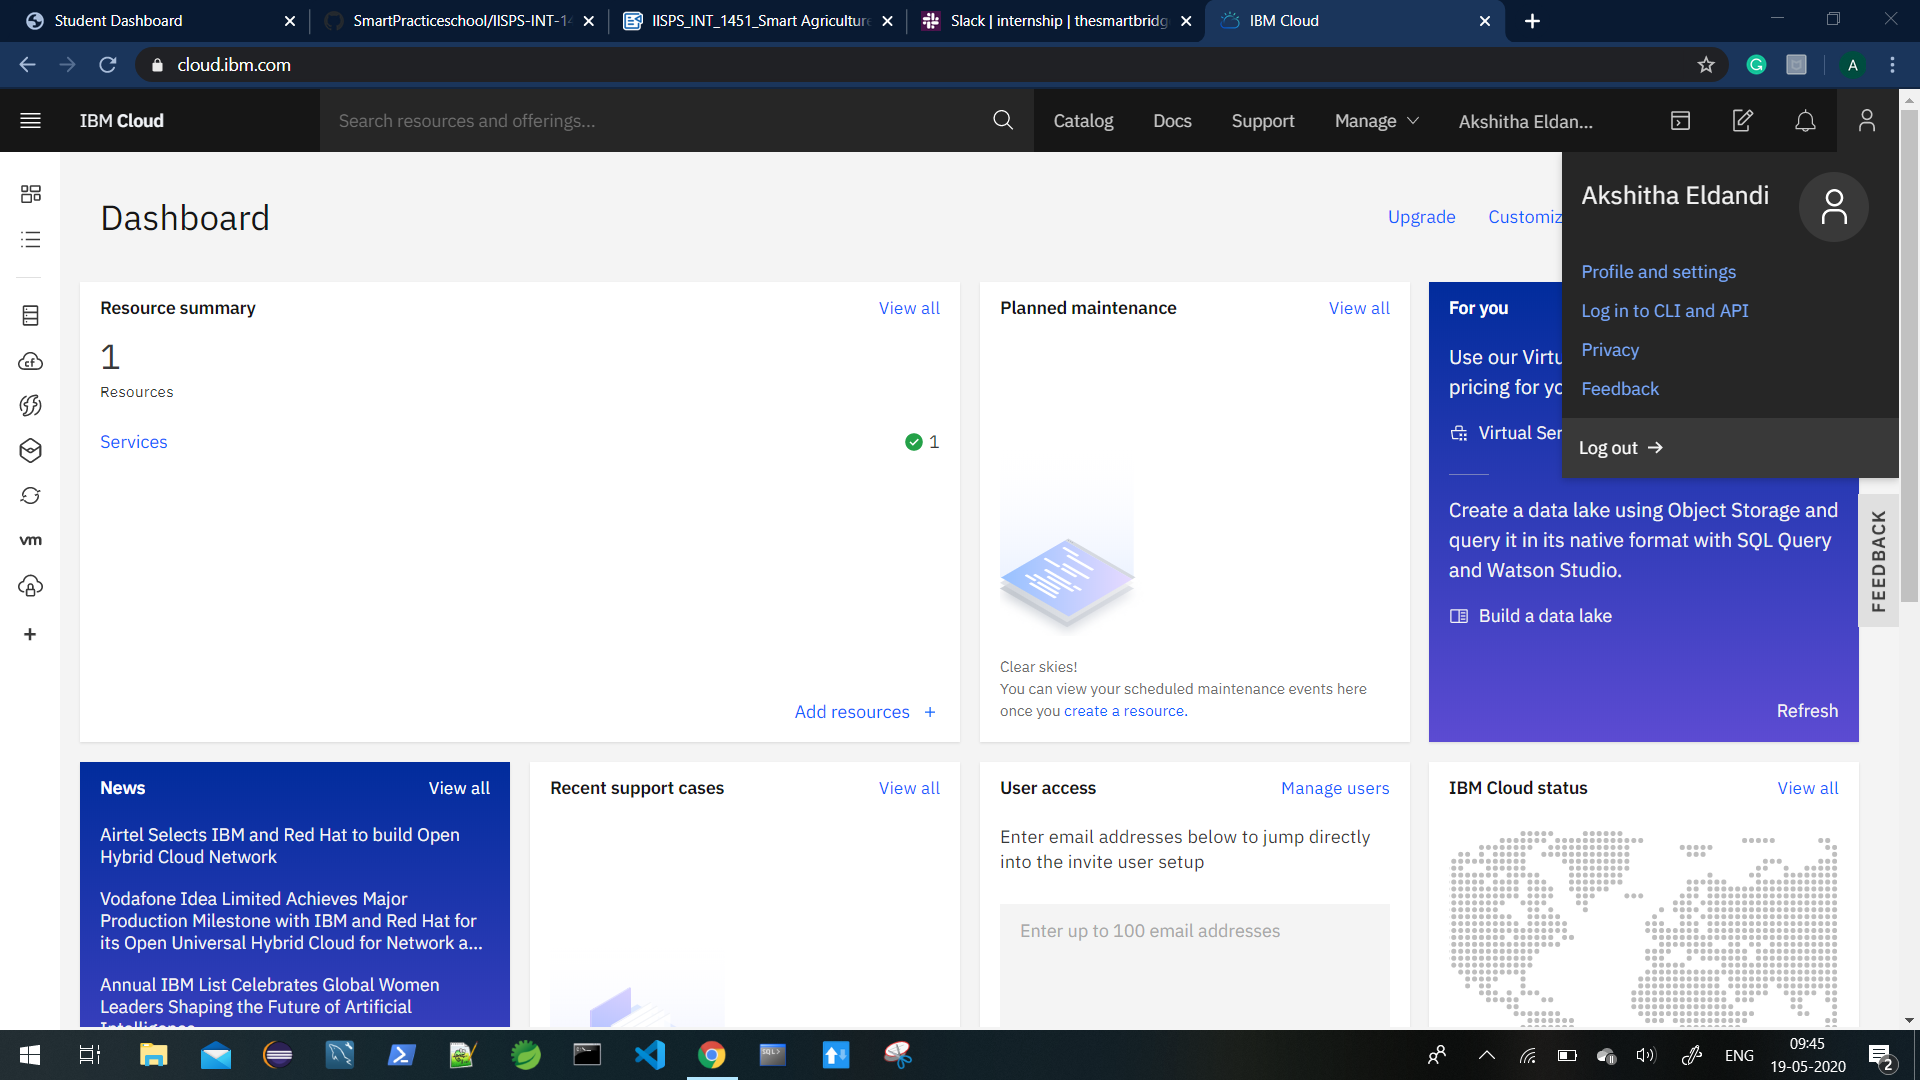 Student Dashboard
SmartPracticeschool/IISPS-INT-14
IISPS_INT_1451_Smart Agriculture
Slack | internship | thesmartbridg
IBM Cloud
cloud.ibm.com
A
IBM Cloud
Search resources and offerings...
Catalog
Docs
Support
Manage
Akshitha Eldan...
Akshitha Eldandi
Profile and settings
Log in to CLI and API
Privacy
Feedback
Log out →
Dashboard
Upgrade
Customiz
Resource summary
View all
1
Resources
Services
1
Add resources +
Planned maintenance
View all
Clear skies!
You can view your scheduled maintenance events here
once you create a resource.
For you
Use our Virtu
pricing for yo
Virtual Ser
Create a data lake using Object Storage and
query it in its native format with SQL Query
and Watson Studio.
Build a data lake
Refresh
FEEDBACK
cf
vm
News
View all
Airtel Selects IBM and Red Hat to build Open
Hybrid Cloud Network
Vodafone Idea Limited Achieves Major
Production Milestone with IBM and Red Hat for
its Open Universal Hybrid Cloud for Network a...
Annual IBM List Celebrates Global Women
Leaders Shaping the Future of Artificial
Intelligence
Recent support cases
View all
User access
Manage users
Enter email addresses below to jump directly
into the invite user setup
Enter up to 100 email addresses
IBM Cloud status
View all
SQL>
ENG
09:45
19-05-2020
2